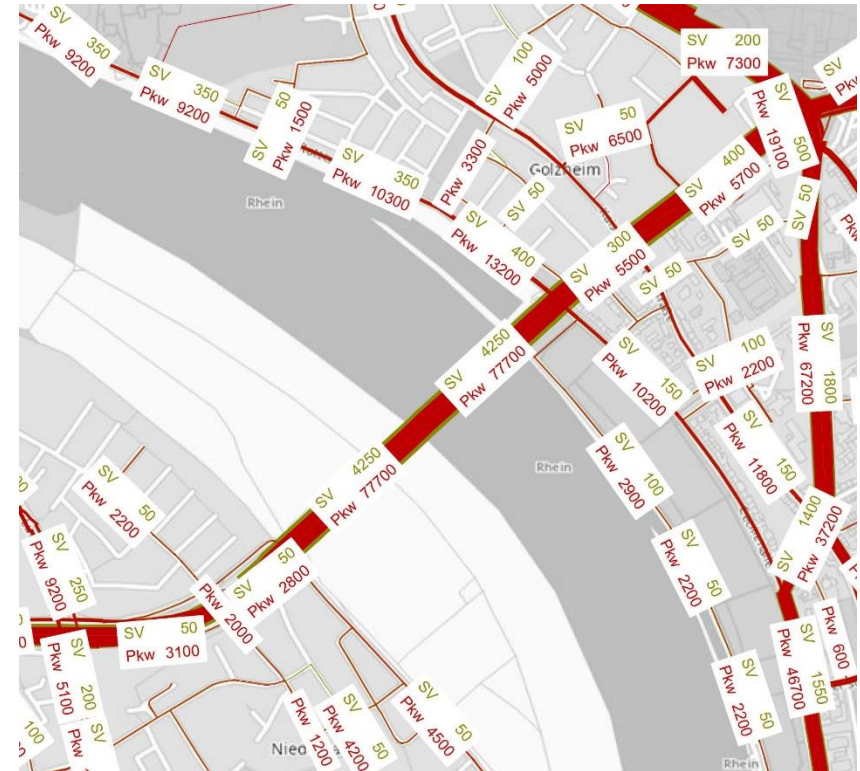 SV 350
Pkw 9200
SV 350
Pkw 9200
SV 50
Pkw 1500
SV 350
Pkw 10300
SV 100
Pkw 5000
SV 200
Pkw 7300
SV 500
Pkw 19100
SV
SV 50
Pkw 6500
Golzheim
Pkw 3300
SV 50
SV 400
Pkw 5700
SV 50
SV 50
Rhein
SV 400
Pkw 13200
SV 300
Pkw 5500
SV 50
SV 4250
Pkw 77700
SV 150
Pkw 10200
SV 100
Pkw 2200
SV 1800
Pkw 67200
SV 4250
Pkw 77700
Rhein
SV 100
Pkw 2900
SV 150
Pkw 11800
SV 50
Pkw 2200
SV 50
Pkw 2200
SV 1400
Pkw 37200
SV 250
Pkw 9200
SV 50
Pkw 2800
Pkw 2000
SV 50
Pkw 3100
SV 200
Pkw 5100
SV
100
Pkw 600
SV 1550
Pkw 46700
SV 50
Pkw 2200
Pkw 1200
SV 50
Pkw 4200
SV 50
Pkw 4500
Rhein